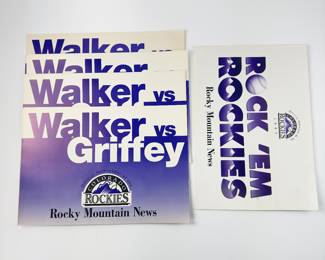 Walker vs
Walker vs
Walker vs
Walker vs
Griffey
COLORADO
ROCKIES
Rocky Mountain News
ROCK 'EM
ROCKIES
Rocky Mountain News
ROCKIES